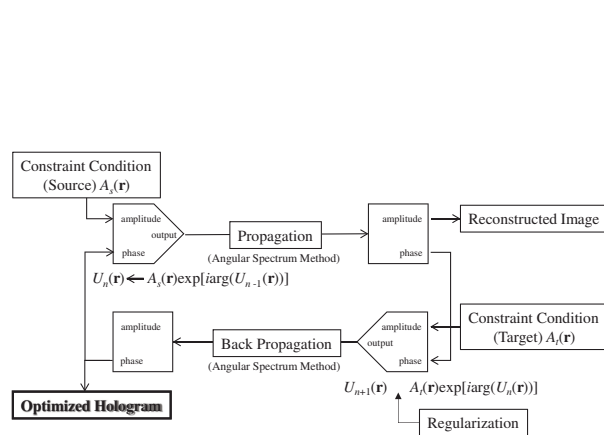 Constraint Condition
(Source) Aₛ(r)
amplitude
output
phase
Propagation
(Angular Spectrum Method)
amplitude
phase
Reconstructed Image
Uₙ(r) ← Aₛ(r)exp[iarg(Uₙ₋₁(r))]
amplitude
phase
Back Propagation
(Angular Spectrum Method)
amplitude
output
phase
Constraint Condition
(Target) Aₜ(r)
Uₙ₊₁(r) Aₜ(r)exp[iarg(Uₙ(r))]
Optimized Hologram
Regularization